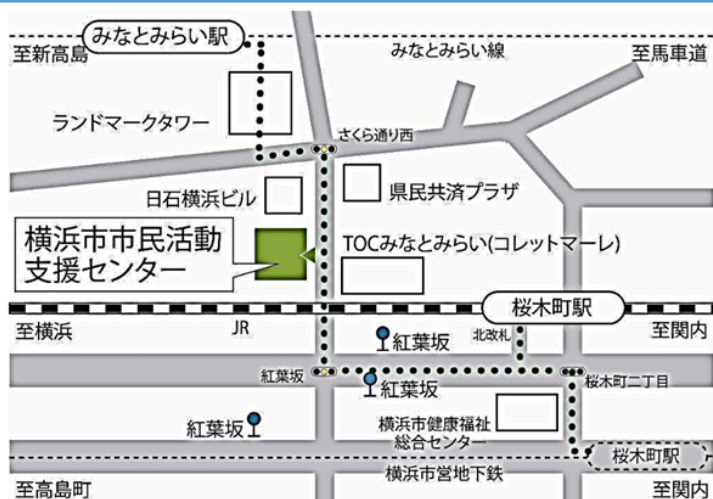 みなとみらい駅
至新高島
みなとみらい線
至馬車道
ランドマークタワー
さくら通り西
日石横浜ビル
県民共済プラザ
横浜市市民活動
支援センター
TOCみなとみらい(コレットマーレ)
桜木町駅
至横浜
JR
北改札
至関内
紅葉坂
紅葉坂
紅葉坂
桜木町二丁目
紅葉坂
横浜市健康福祉
総合センター
桜木町駅
横浜市営地下鉄
至高島町
至関内